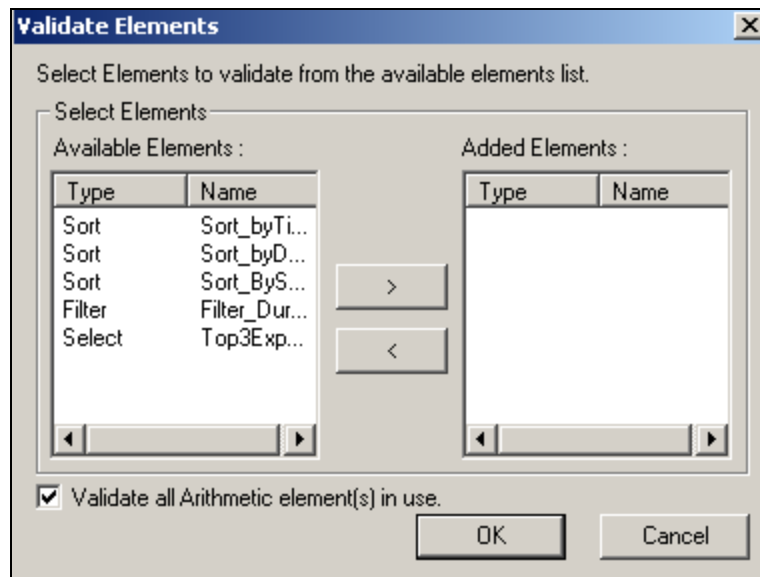 Validate Elements
Select Elements to validate from the available elements list.
Select Elements
Available Elements :
Added Elements :
Type Name
Type Name
Sort Sort_byTi...
Sort Sort_byD...
Sort Sort_ByS...
Filter Filter_Dur...
Select Top3Exp...
>
<
Validate all Arithmetic element(s) in use.
OK
Cancel